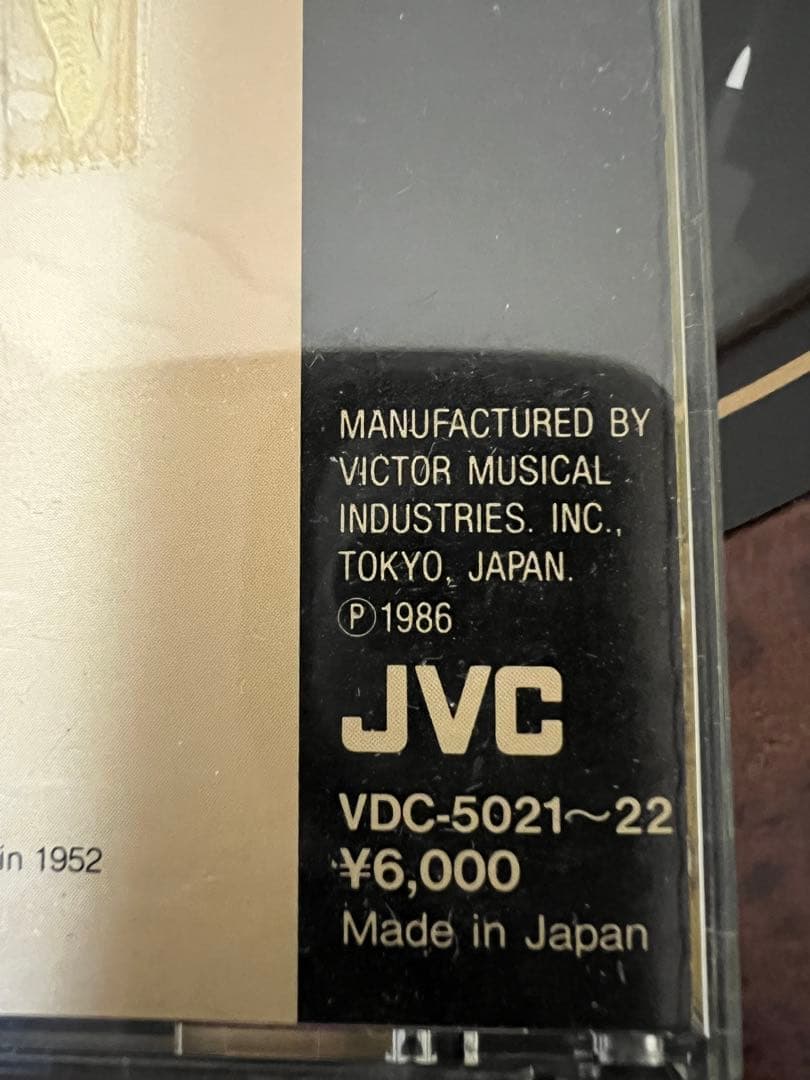 MANUFACTURED BY
VICTOR MUSICAL
INDUSTRIES. INC.,
TOKYO, JAPAN.
Ⓟ1986
JVC
VDC-5021～22
¥6,000
in 1952
Made in Japan